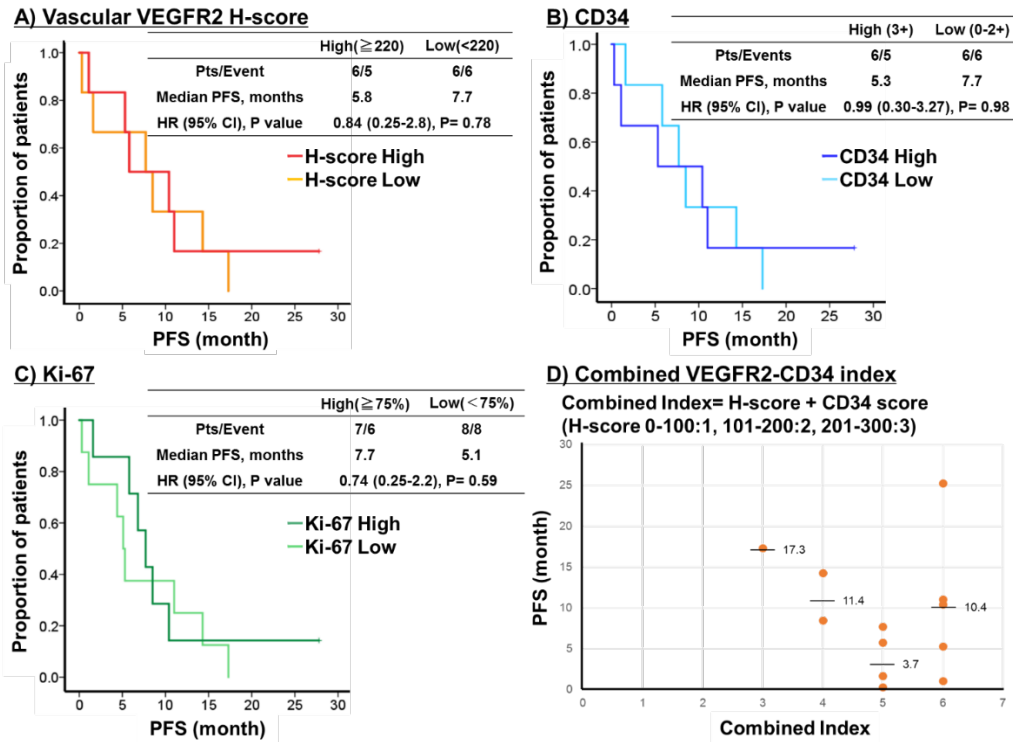 A) Vascular VEGFR2 H-score
High(≧220) Low(<220)
Pts/Event 6/5 6/6
Median PFS, months 5.8 7.7
HR (95% CI), P value 0.84 (0.25-2.8), P= 0.78
H-score High
H-score Low
Proportion of patients
1.0
0.8
0.6
0.4
0.2
0.0
0 5 10 15 20 25 30
PFS (month)
B) CD34
High (3+) Low (0-2+)
Pts/Events 6/5 6/6
Median PFS, months 5.3 7.7
HR (95% CI), P value 0.99 (0.30-3.27), P= 0.98
CD34 High
CD34 Low
Proportion of patients
1.0
0.8
0.6
0.4
0.2
0.0
0 5 10 15 20 25 30
PFS (month)
C) Ki-67
High(≧75%) Low(<75%)
Pts/Event 7/6 8/8
Median PFS, months 7.7 5.1
HR (95% CI), P value 0.74 (0.25-2.2), P= 0.59
Ki-67 High
Ki-67 Low
Proportion of patients
1.0
0.8
0.6
0.4
0.2
0.0
0 5 10 15 20 25 30
PFS (month)
D) Combined VEGFR2-CD34 index
Combined Index= H-score + CD34 score
(H-score 0-100:1, 101-200:2, 201-300:3)
PFS (month)
30
25
20
15
10
5
0
17.3
11.4
10.4
3.7
0 1 2 3 4 5 6 7
Combined Index